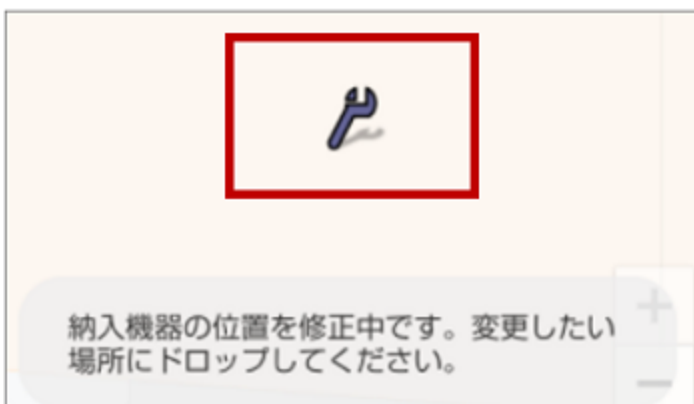 納入機器の位置を修正中です。変更したい
場所にドロップしてください。
+
−